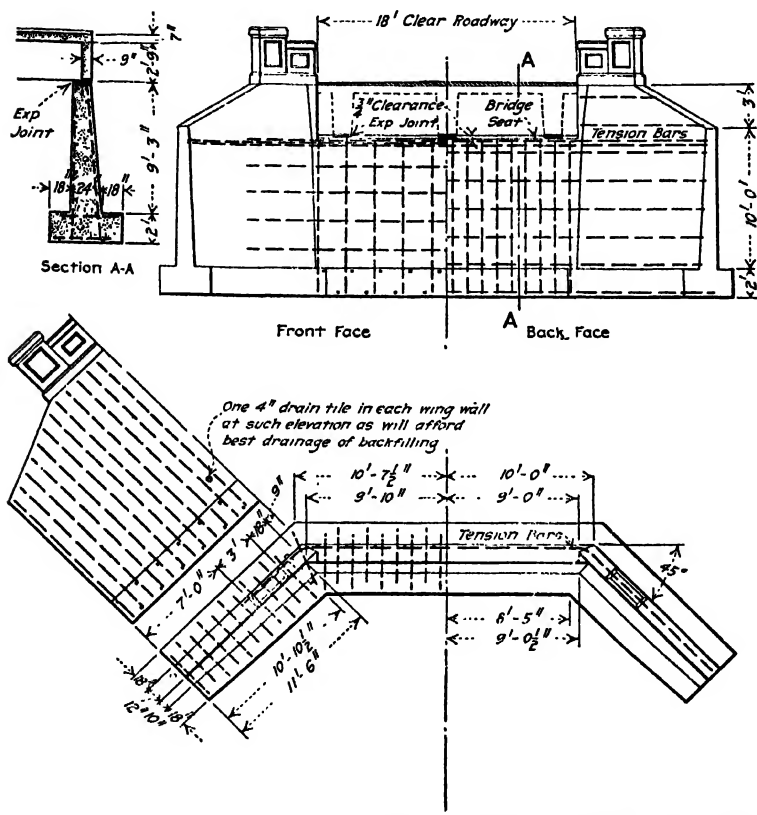 18' Clear Roadway
7"
9"
2'-9"
Exp
Joint
9'-3"
18"
24"
18"
2'
Section A-A
A
3/4" Clearance
Exp Joint
Bridge
Seat
Tension Bars
3'
10'-0'
2'
A
Front Face
Back Face
One 4" drain tile in each wing wall
at such elevation as will afford
best drainage of backfilling
10'-7 1/2"
10'-0"
9'-10"
9'-0"
9"
18"
3'
7'-0"
Tension Bars
45°
6'-5"
9'-0 1/2"
10'-10 1/2"
11'-6"
18"
12"
10"
18"